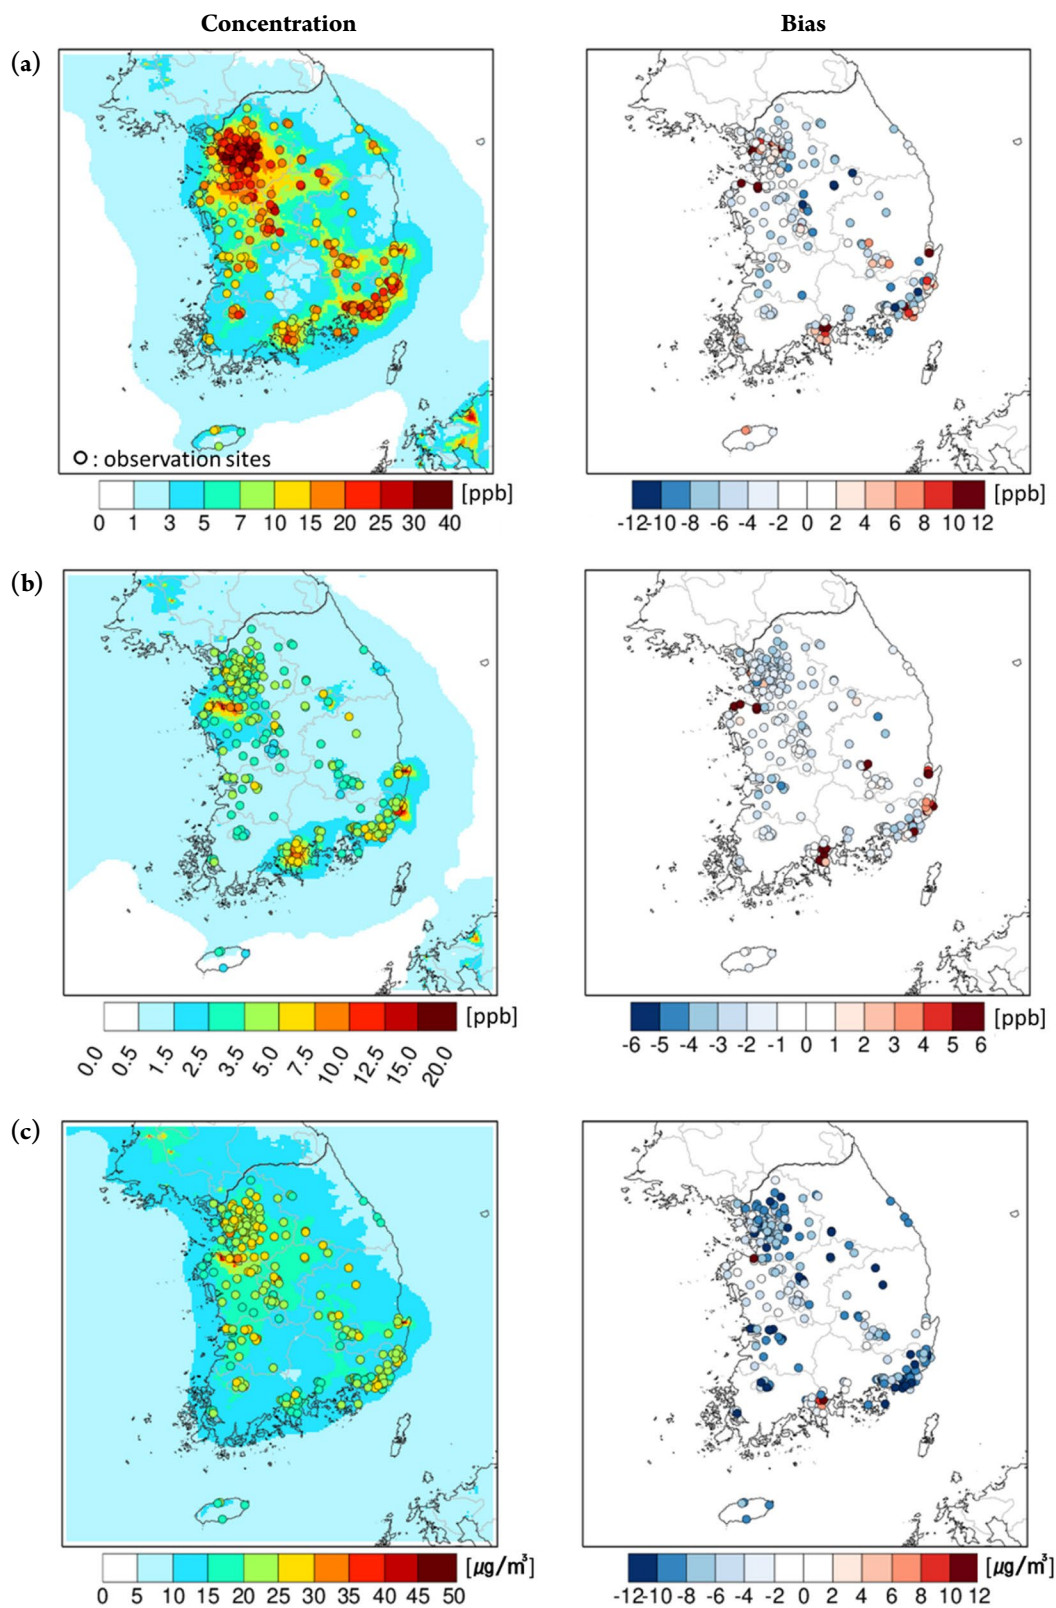 Concentration Bias
(a)
O : observation sites
0 1 3 5 7 10 15 20 25 30 40 [ppb]
-12 -10 -8 -6 -4 -2 0 2 4 6 8 10 12 [ppb]
(b)
0.0 0.5 1.5 2.5 3.5 5.0 7.5 10.0 12.5 15.0 20.0 [ppb]
-6 -5 -4 -3 -2 -1 0 1 2 3 4 5 6 [ppb]
(c)
0 5 10 15 20 25 30 35 40 45 50 [μg/m³]
-12 -10 -8 -6 -4 -2 0 2 4 6 8 10 12 [μg/m³]